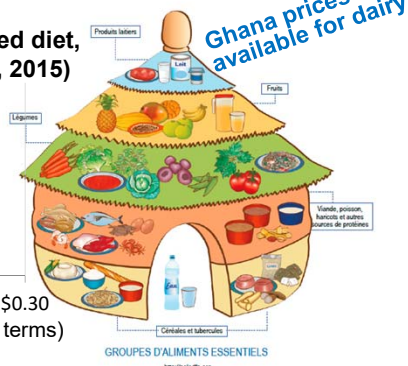 ed diet,
, 2015)
Ghana prices
available for dairy
Produits laitiers
Lait
Fruits
Légumes
Viande, poisson,
haricots et autres
sources de protéines
$0.30
terms)
Céréales et tubercules
GROUPES D'ALIMENTS ESSENTIELS